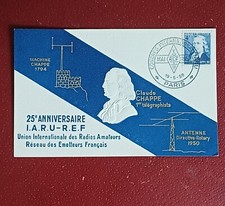 MACHINE
CHAPPE
1794
Claude
CHAPPE
1er télégraphiste
25e ANNIVERSAIRE
I.A.R.U - R.E.F
Union Internationale des Radios Amateurs
Réseau des Emetteurs Français
ANTENNE
Directive-Rotary
1950
PARIS